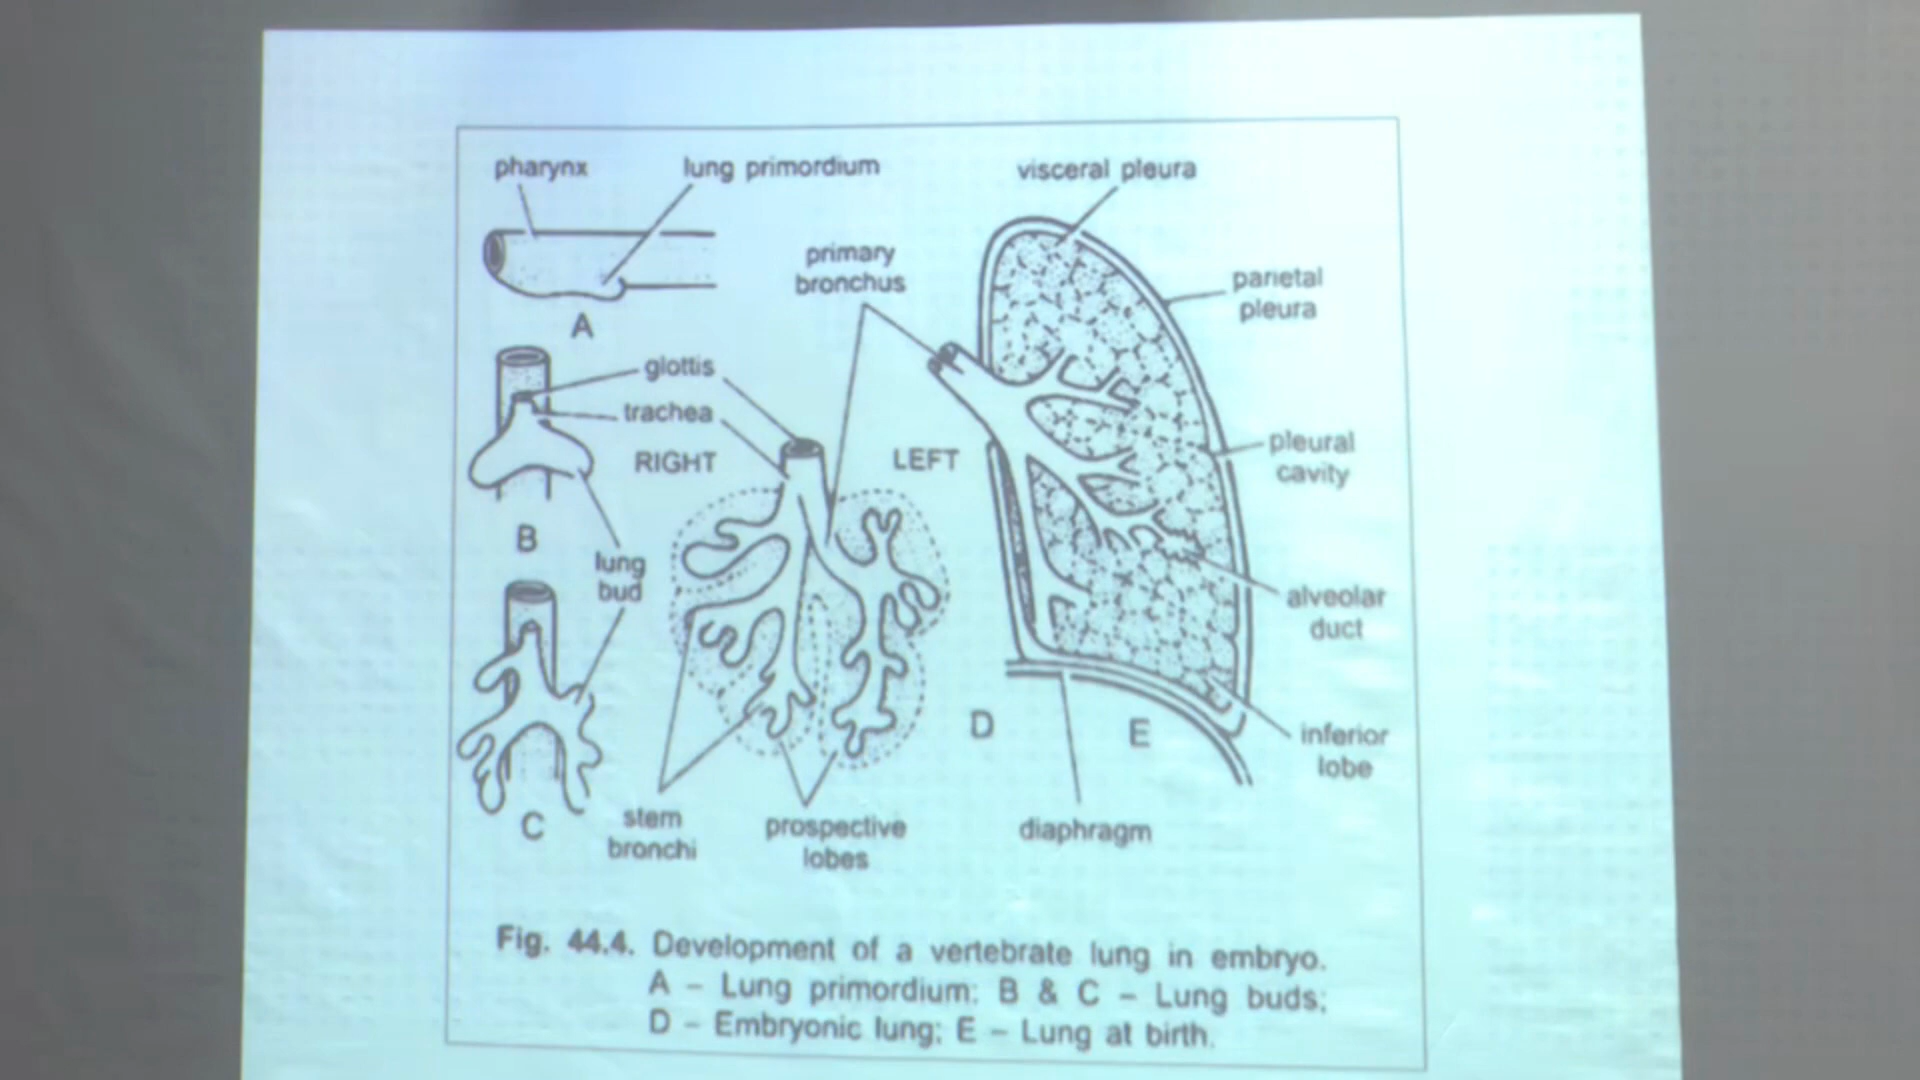 pharynx
lung primordium
visceral pleura
primary
bronchus
parietal
pleura
A
glottis
trachea
RIGHT
LEFT
pleural
cavity
B
lung
bud
alveolar
duct
D
E
inferior
lobe
C
stem
bronchi
prospective
lobes
diaphragm
Fig. 44.4. Development of a vertebrate lung in embryo.
A – Lung primordium; B & C – Lung buds;
D – Embryonic lung; E – Lung at birth.